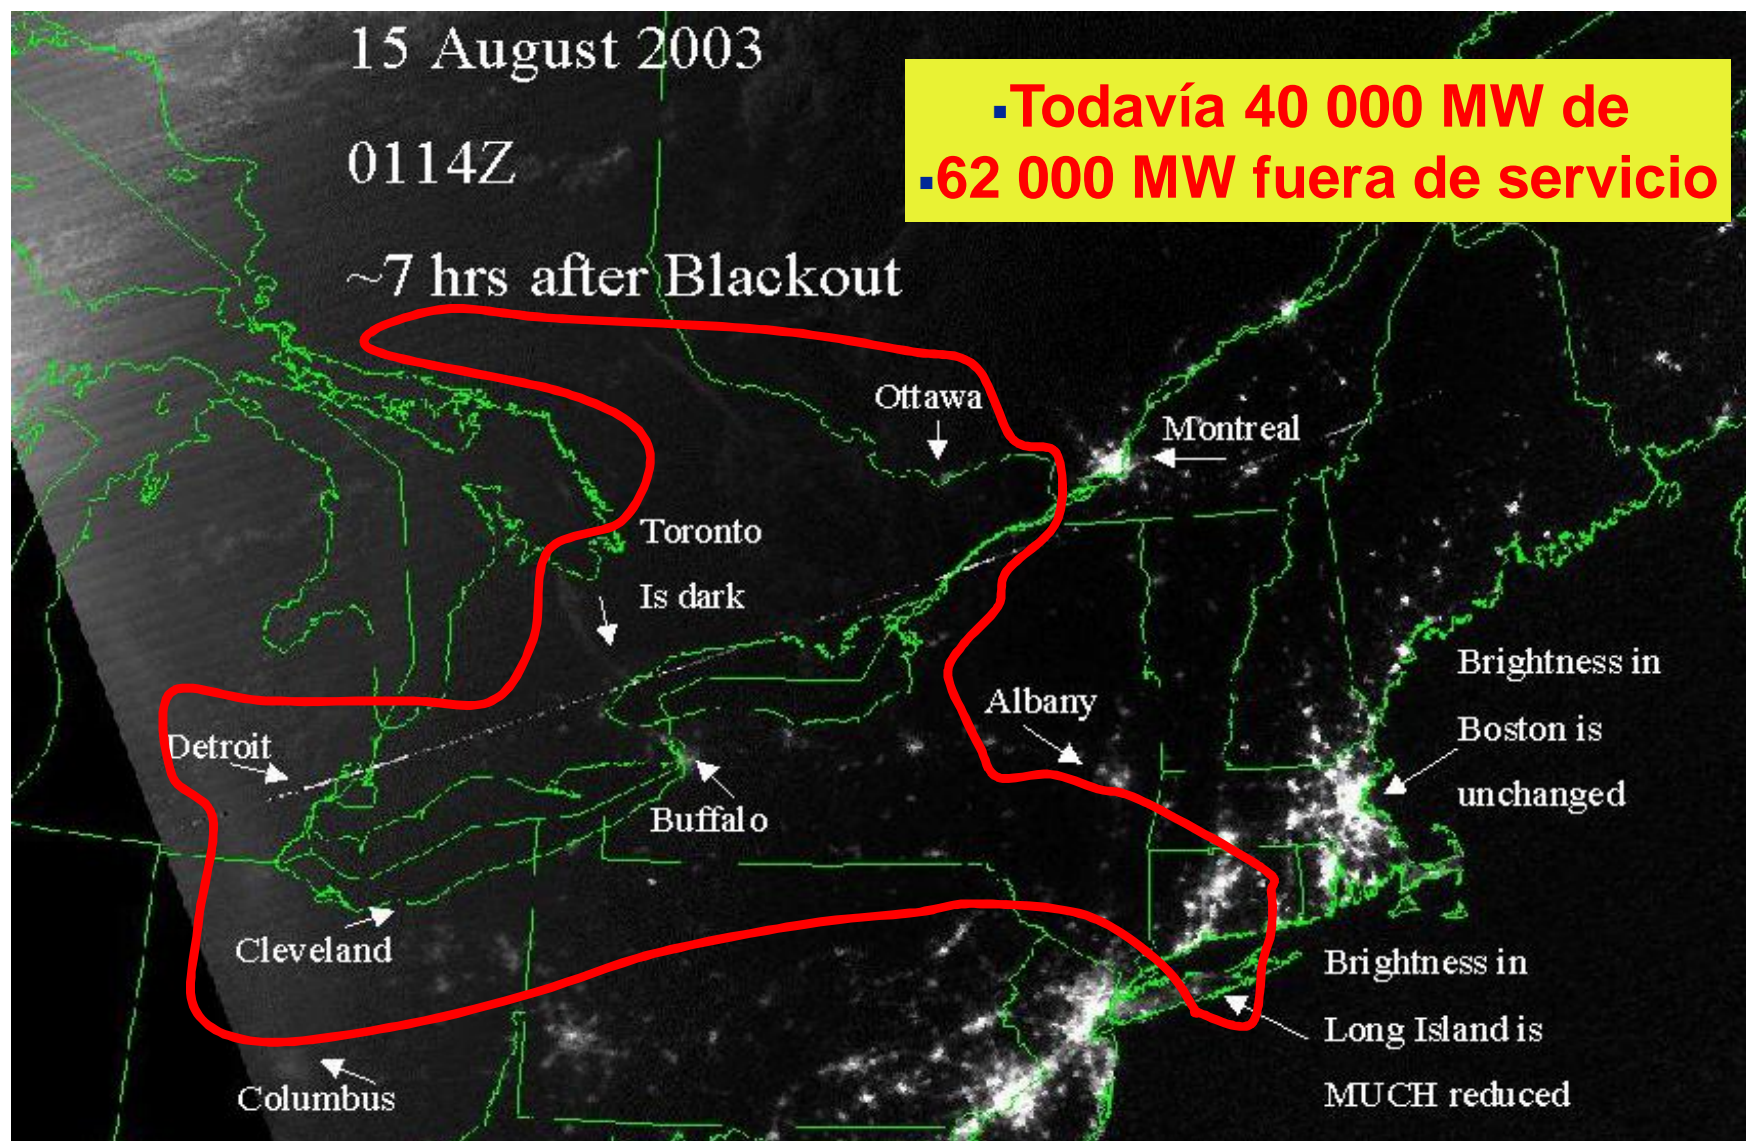 15 August 2003
0114Z
~7 hrs after Blackout
▪Todavía 40 000 MW de
▪62 000 MW fuera de servicio
Ottawa
Montreal
Toronto
Is dark
Albany
Brightness in
Boston is
unchanged
Detroit
Buffalo
Cleveland
Columbus
Brightness in
Long Island is
MUCH reduced